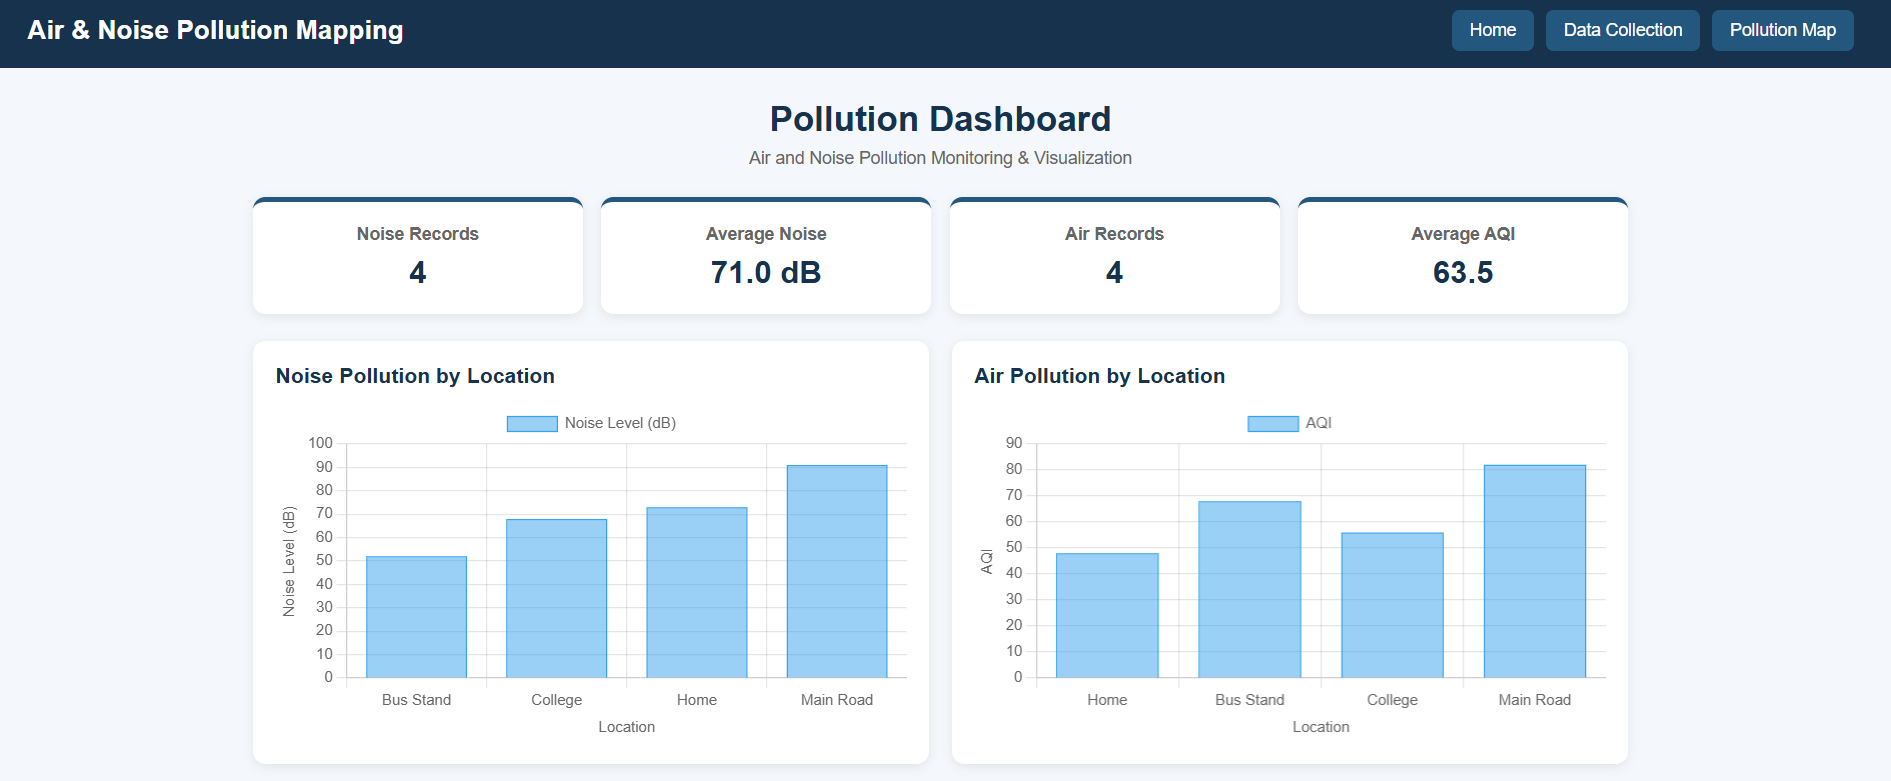 Air & Noise Pollution Mapping
Home
Data Collection
Pollution Map
Pollution Dashboard
Air and Noise Pollution Monitoring & Visualization
Noise Records
4
Average Noise
71.0 dB
Air Records
4
Average AQI
63.5
Noise Pollution by Location
Noise Level (dB)
100
90
80
70
60
50
40
30
20
10
0
Noise Level (dB)
Bus Stand
College
Home
Main Road
Location
Air Pollution by Location
AQI
90
80
70
60
50
40
30
20
10
0
AQI
Home
Bus Stand
College
Main Road
Location